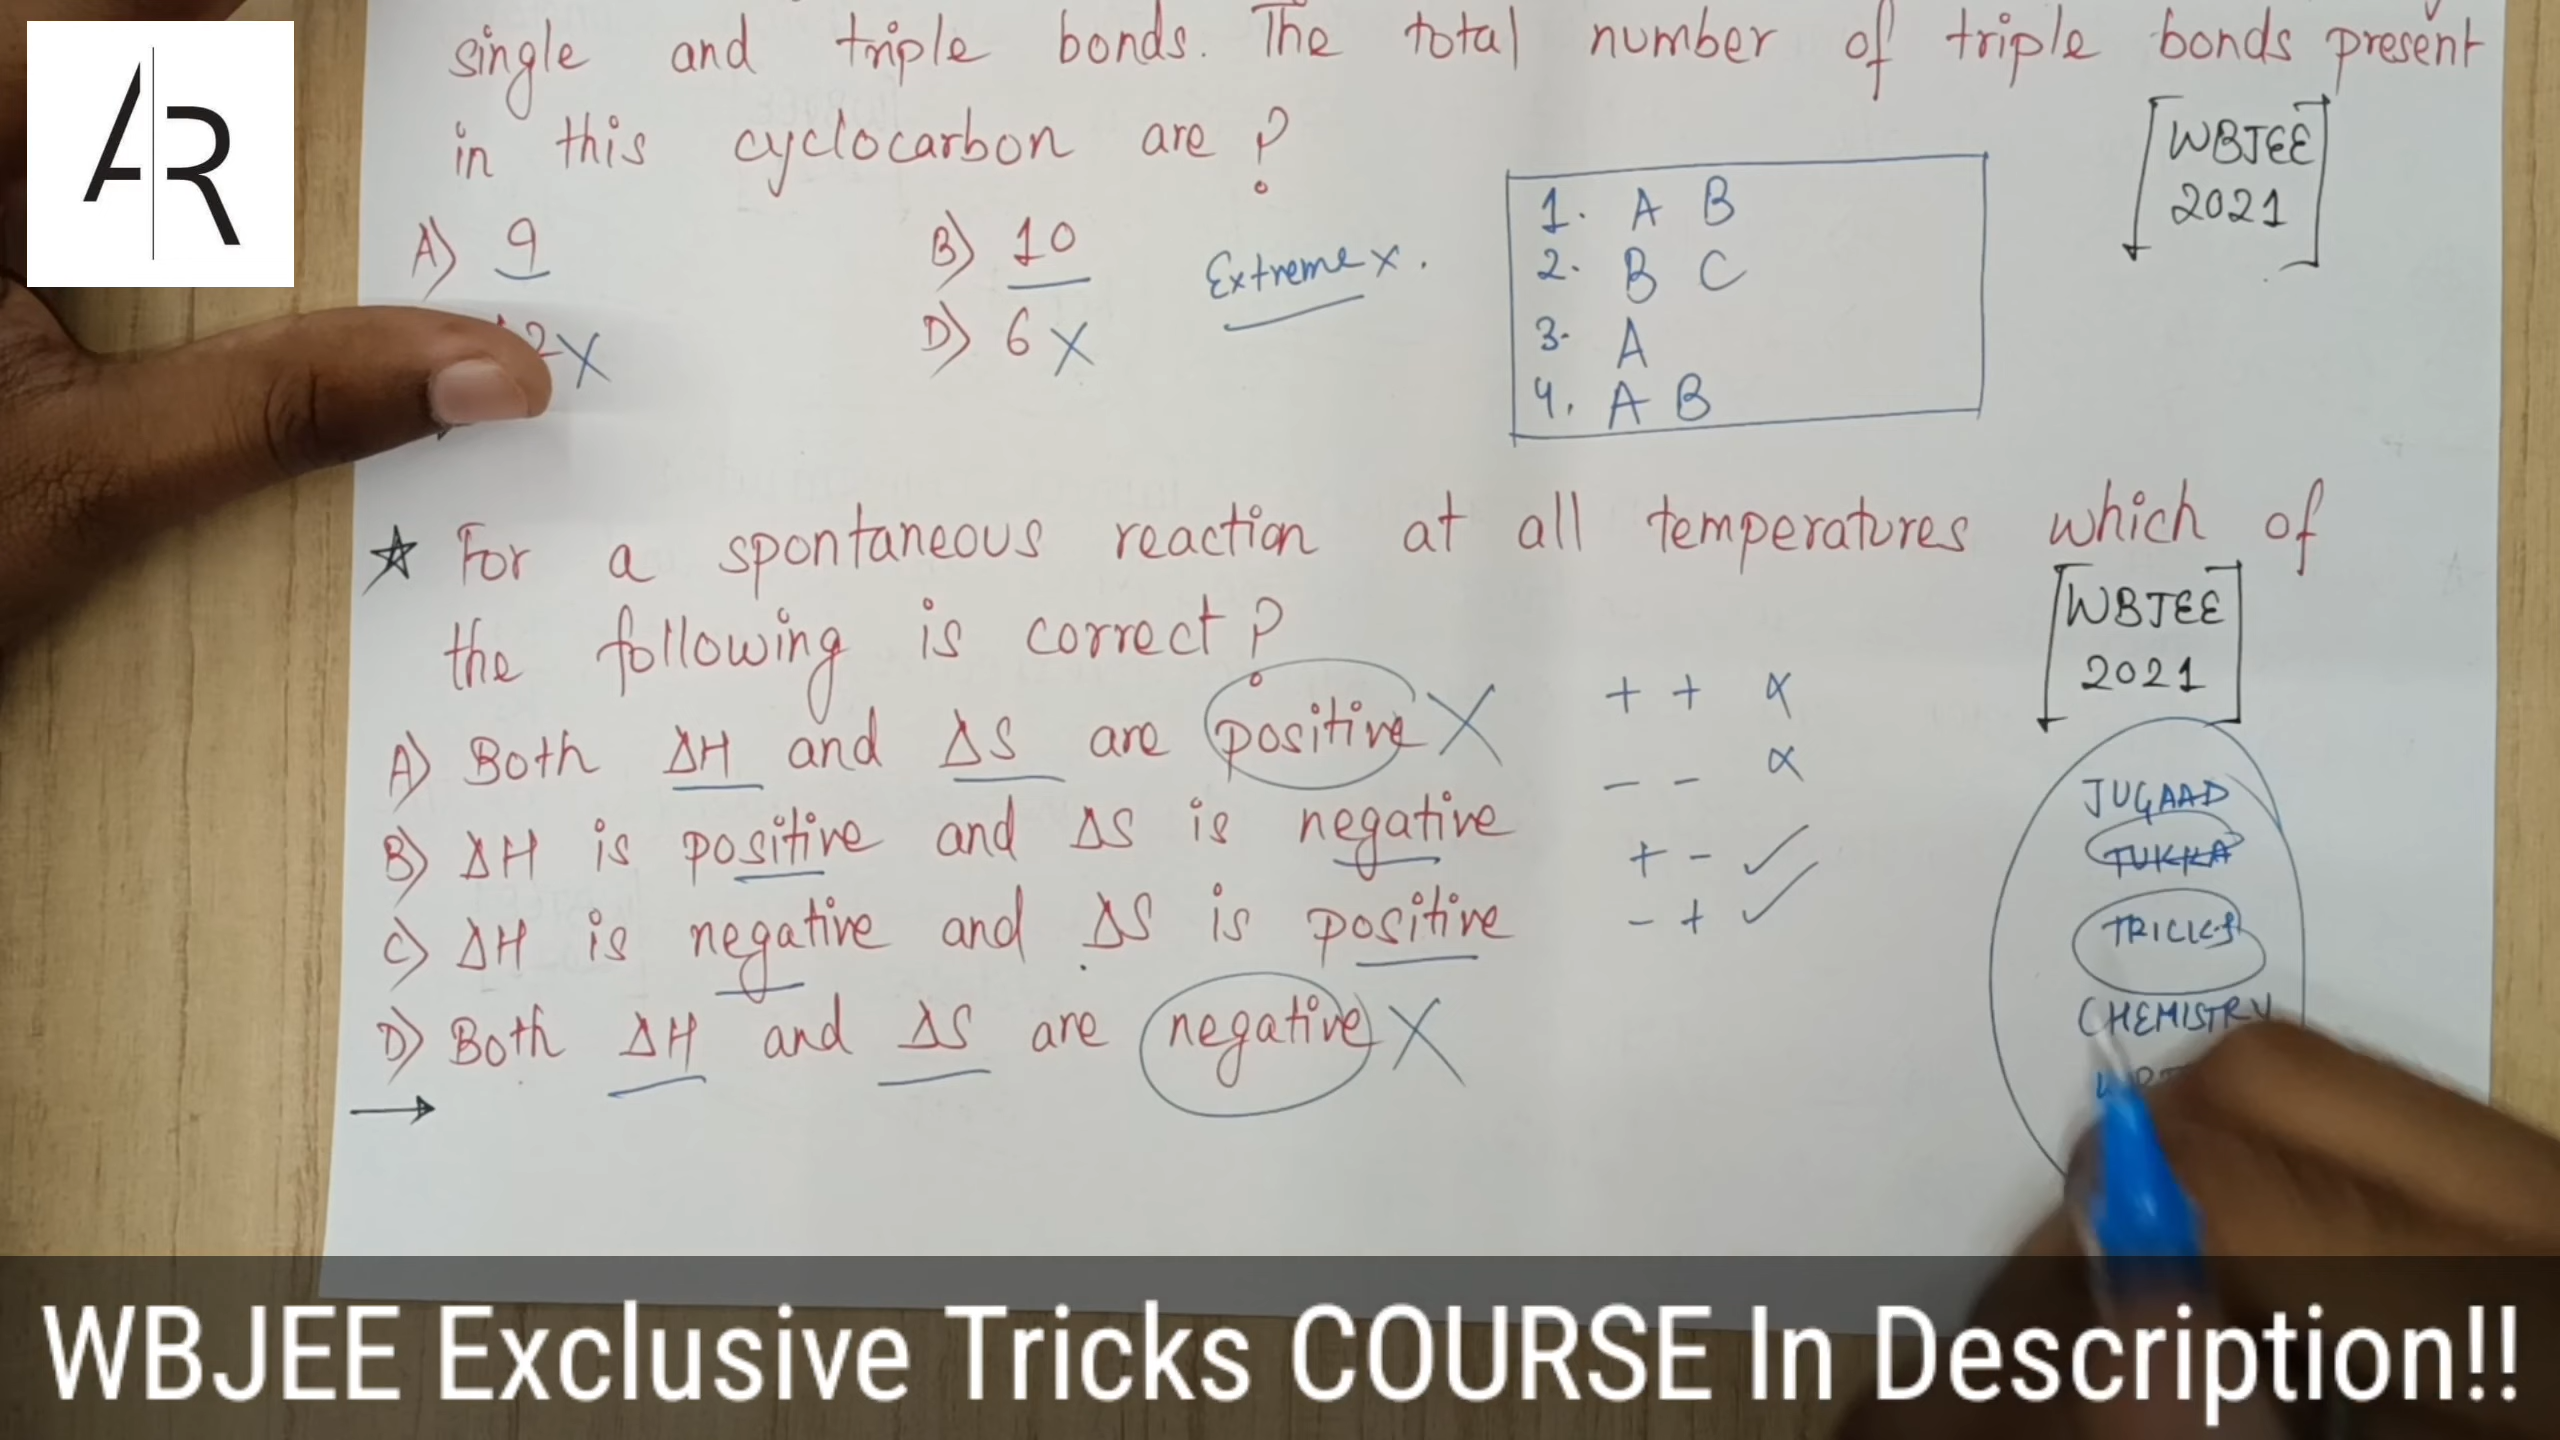 AR
single and triple bonds. The total number of triple bonds present
in this cyclocarbon are ?
[WBJEE
2021]
A) 9
B) 10
Extreme x.
2 X
D) 6 X
1. A B
2. B C
3. A
4. A B
☆ For a spontaneous reaction at all temperatures which of
the following is correct ?
[WBJEE
2021]
A) Both ΔH and ΔS are positive X
+ + x
B) ΔH is positive and ΔS is negative
- - x
C) ΔH is negative and ΔS is positive
+ - ✓
- + ✓
D) Both ΔH and ΔS are negative X
→
JUGAAD
TUKKA
TRICKS
CHEMISTRY
WBJEE Exclusive Tricks COURSE In Description!!